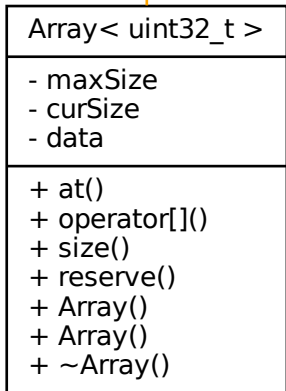 Array< uint32_t >
- maxSize
- curSize
- data
+ at()
+ operator[]()
+ size()
+ reserve()
+ Array()
+ Array()
+ ~Array()